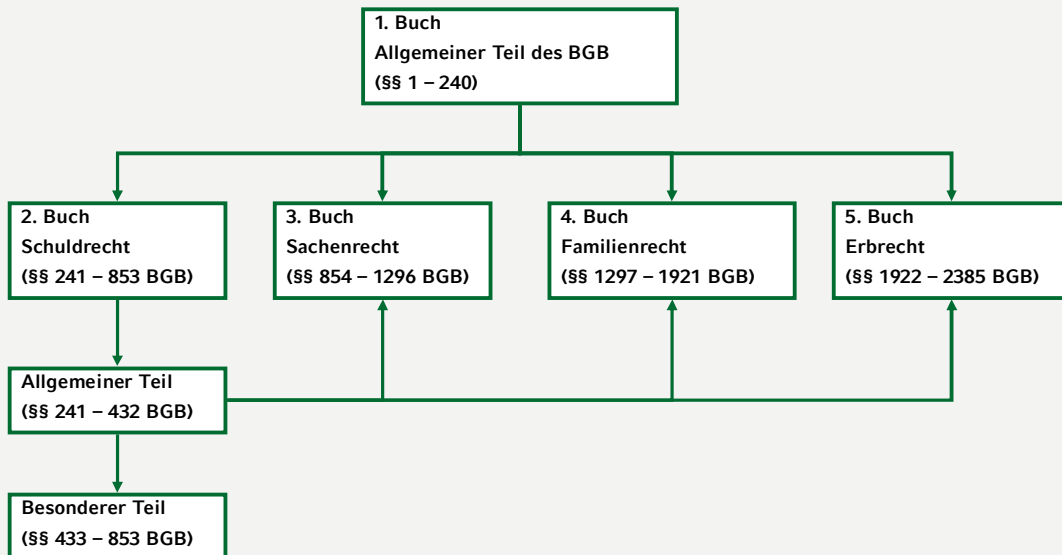 1. Buch
Allgemeiner Teil des BGB
(§§ 1 – 240)
2. Buch
Schuldrecht
(§§ 241 – 853 BGB)
3. Buch
Sachenrecht
(§§ 854 – 1296 BGB)
4. Buch
Familienrecht
(§§ 1297 – 1921 BGB)
5. Buch
Erbrecht
(§§ 1922 – 2385 BGB)
Allgemeiner Teil
(§§ 241 – 432 BGB)
Besonderer Teil
(§§ 433 – 853 BGB)